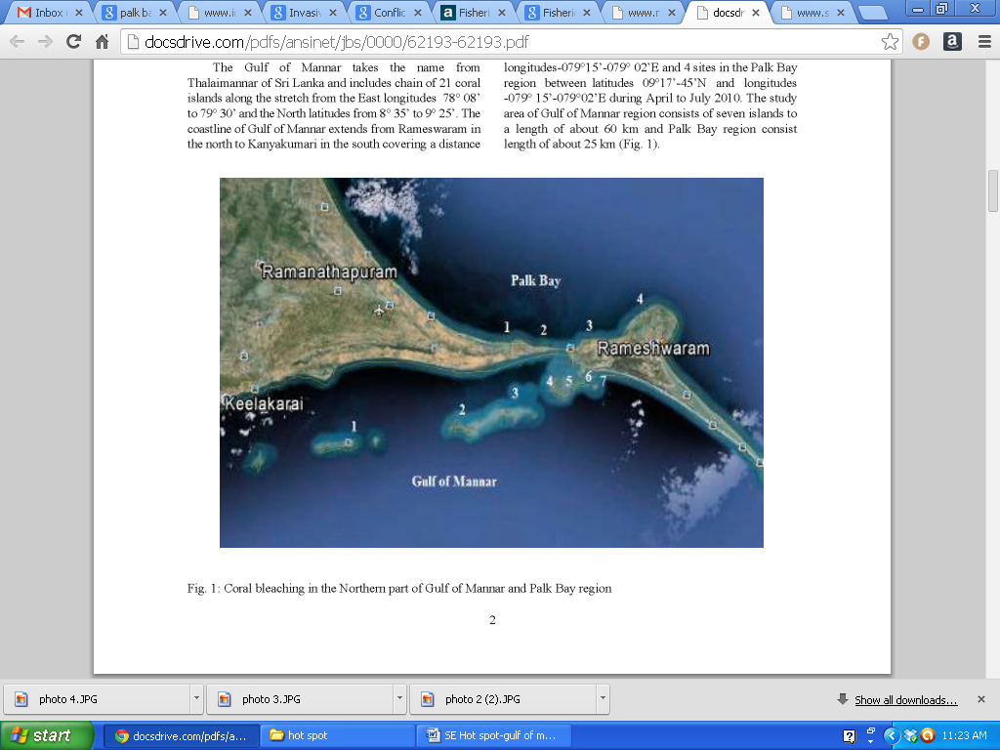 Inbox
palk ba
www.i
Invasiv
Conflic
Fisheri
Fisheri
www.r
docsdr
www.s
docsdrive.com/pdfs/ansinet/jbs/0000/62193-62193.pdf
The Gulf of Mannar takes the name from
Thalaimannar of Sri Lanka and includes chain of 21 coral
islands along the stretch from the East longitudes 78° 08’
to 79° 30’ and the North latitudes from 8° 35’ to 9° 25’. The
coastline of Gulf of Mannar extends from Rameswaram in
the north to Kanyakumari in the south covering a distance
longitudes-079°15’-079° 02’E and 4 sites in the Palk Bay
region between latitudes 09°17’-45’N and longitudes
-079° 15’-079°02’E during April to July 2010. The study
area of Gulf of Mannar region consists of seven islands to
a length of about 60 km and Palk Bay region consist
length of about 25 km (Fig. 1).
Ramanathapuram
Palk Bay
4
1
2
3
Rameshwaram
Keelakarai
1
2
3
4
5
6
7
Gulf of Mannar
Fig. 1: Coral bleaching in the Northern part of Gulf of Mannar and Palk Bay region
2
photo 4.JPG
photo 3.JPG
photo 2 (2).JPG
Show all downloads...
start
docsdrive.com/pdfs/a...
hot spot
SE Hot spot-gulf of m...
11:23 AM